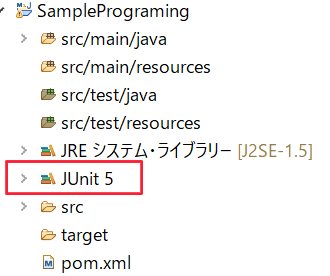 SamplePrograming
src/main/java
src/main/resources
src/test/java
src/test/resources
JRE システム・ライブラリー [J2SE-1.5]
JUnit 5
src
target
pom.xml